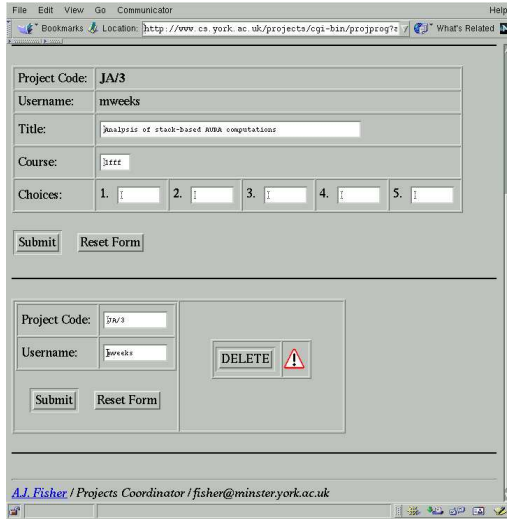 File Edit View Go Communicator Help
Bookmarks Location: http://www.cs.york.ac.uk/projects/cgi-bin/projprog? What's Related
Project Code: JA/3
Username: mweeks
Title: Analysis of stack-based AURA computations
Course: 3fff
Choices: 1. 2. 3. 4. 5.
Submit Reset Form
Project Code: JA/3
Username: mweeks
DELETE
Submit Reset Form
A.J. Fisher / Projects Coordinator / fisher@minster.york.ac.uk